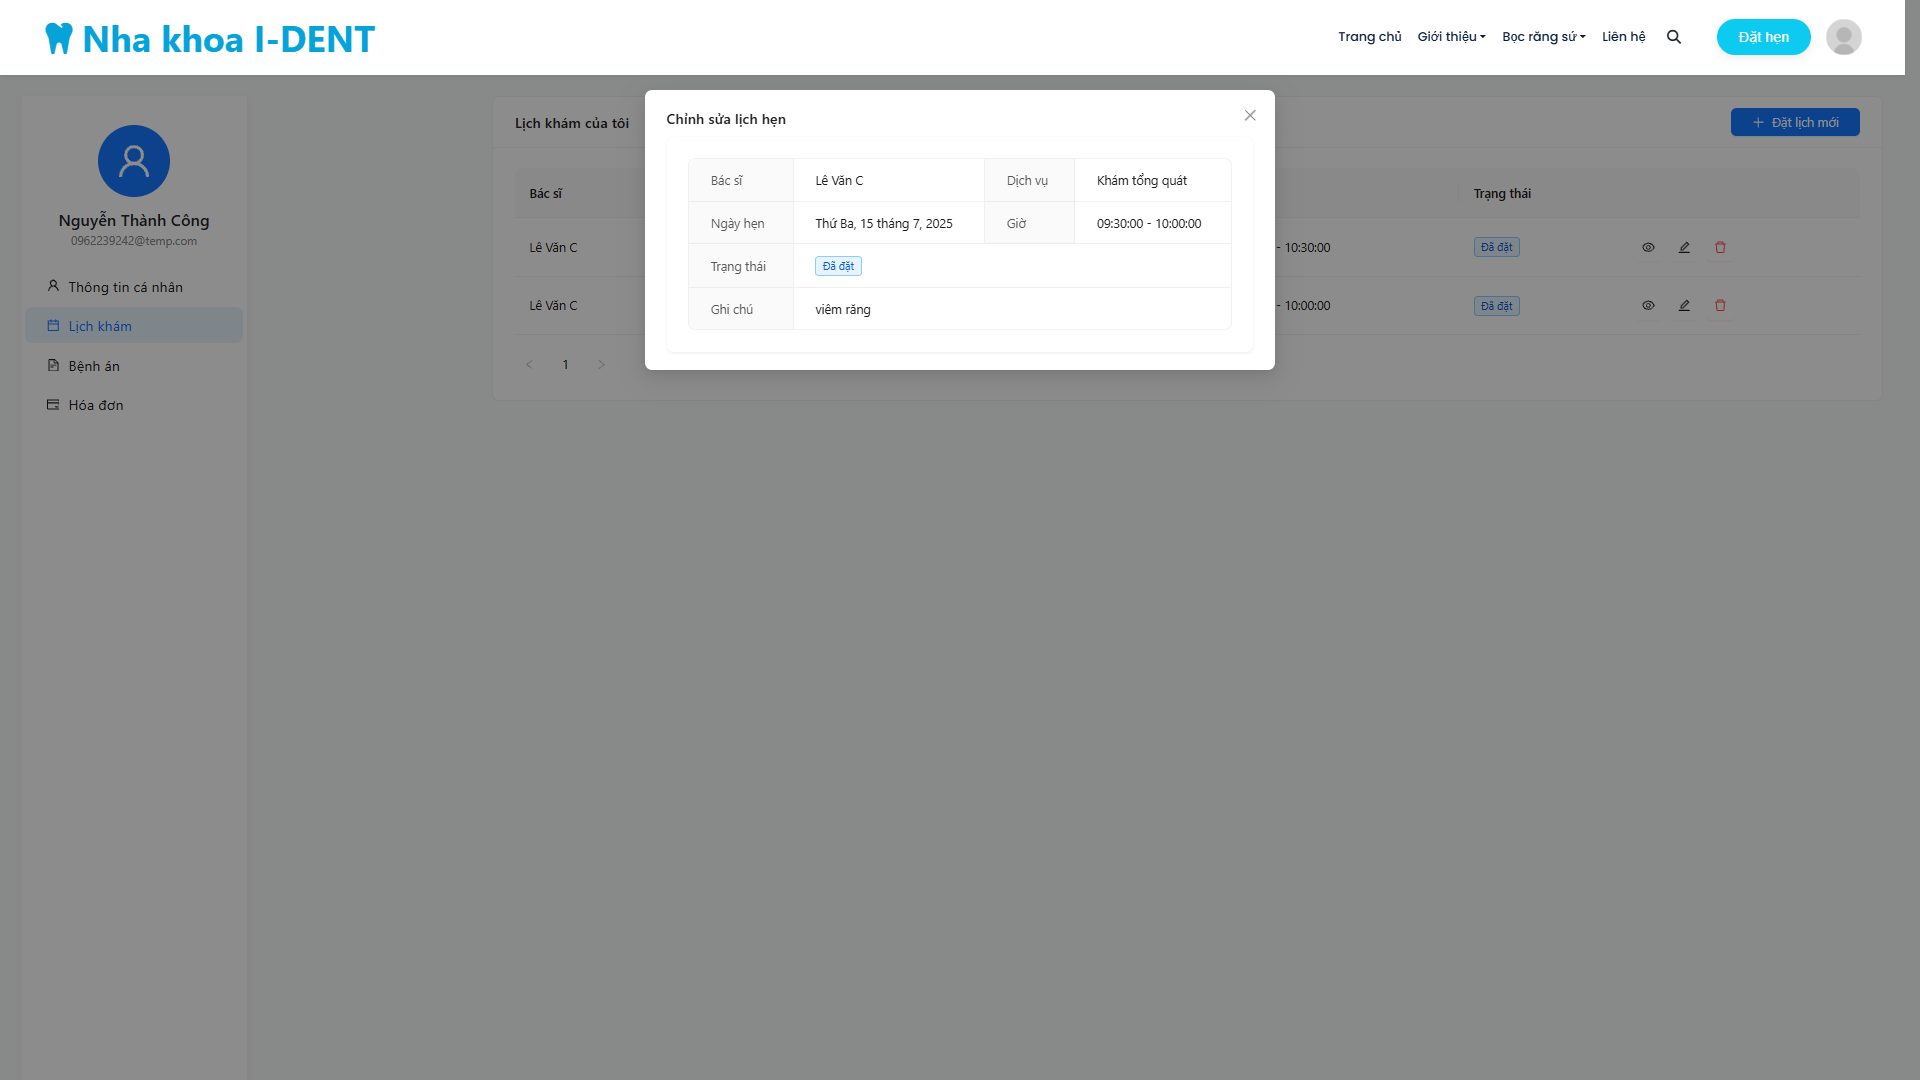 Nha khoa I-DENT
Trang chủ
Giới thiệu
Bọc răng sứ
Liên hệ
Đặt hẹn
Nguyễn Thành Công
0962239242@temp.com
Thông tin cá nhân
Lịch khám
Bệnh án
Hóa đơn
Lịch khám của tôi
+ Đặt lịch mới
Bác sĩ
Trạng thái
Lê Văn C
- 10:30:00
Đã đặt
Lê Văn C
- 10:00:00
Đã đặt
< 1 >
Chỉnh sửa lịch hẹn
Bác sĩ
Lê Văn C
Dịch vụ
Khám tổng quát
Ngày hẹn
Thứ Ba, 15 tháng 7, 2025
Giờ
09:30:00 - 10:00:00
Trạng thái
Đã đặt
Ghi chú
viêm răng